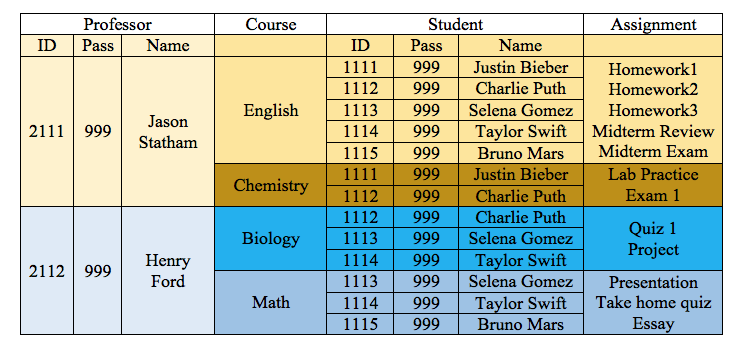 Professor Course Student Assignment
ID Pass Name ID Pass Name
2111 999 Jason Statham English 1111 999 Justin Bieber Homework1
1112 999 Charlie Puth Homework2
1113 999 Selena Gomez Homework3
1114 999 Taylor Swift Midterm Review
1115 999 Bruno Mars Midterm Exam
Chemistry 1111 999 Justin Bieber Lab Practice
1112 999 Charlie Puth Exam 1
2112 999 Henry Ford Biology 1112 999 Charlie Puth Quiz 1
1113 999 Selena Gomez Project
1114 999 Taylor Swift
Math 1113 999 Selena Gomez Presentation
1114 999 Taylor Swift Take home quiz
1115 999 Bruno Mars Essay